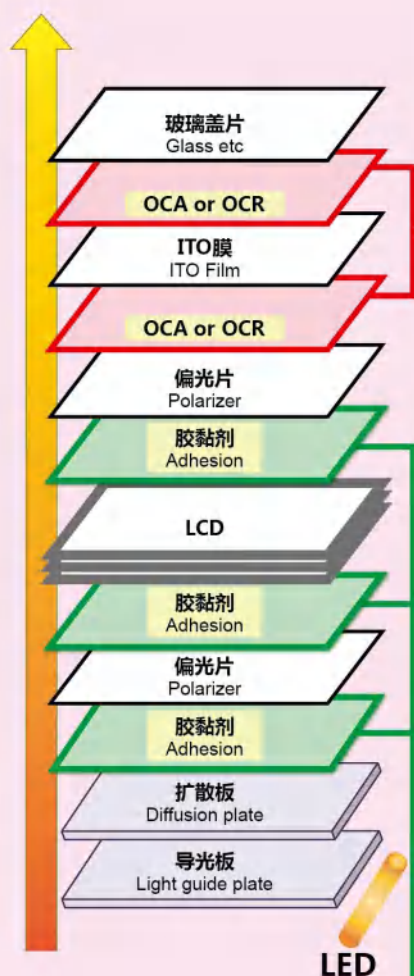 玻璃盖片
Glass etc
OCA or OCR
ITO膜
ITO Film
OCA or OCR
偏光片
Polarizer
胶黏剂
Adhesion
LCD
胶黏剂
Adhesion
偏光片
Polarizer
胶黏剂
Adhesion
扩散板
Diffusion plate
导光板
Light guide plate
LED